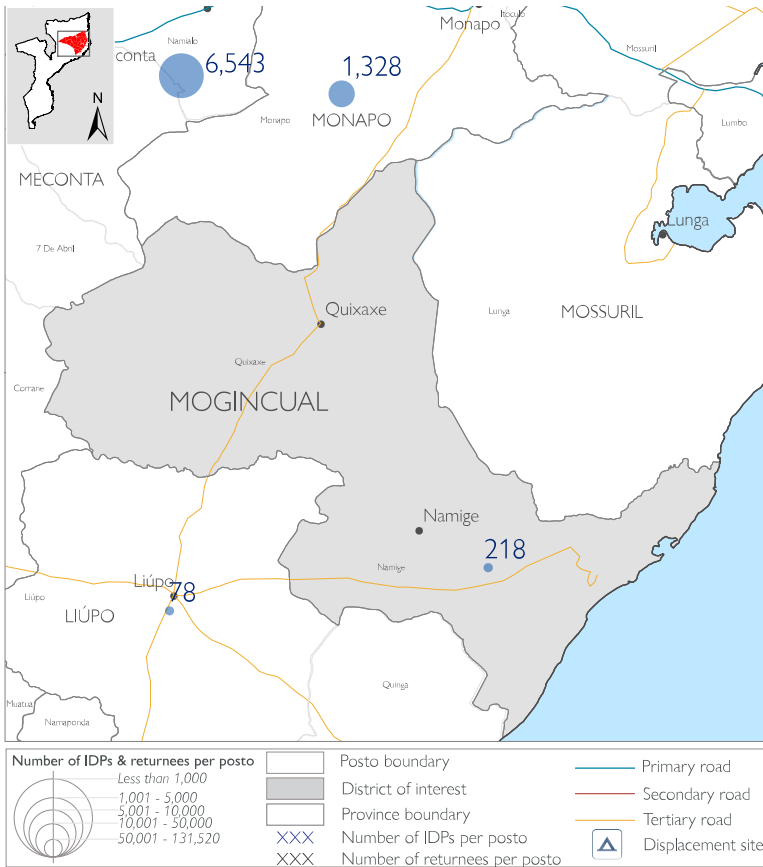 Monapo
Itoculo
Namialo
conta
6,543
1,328
Mossuril
N
Monapo
MONAPO
Lumbo
MECONTA
Lunga
7 De Abril
Quixaxe
Lunga
MOSSURIL
Quixaxe
Corrane
MOGINCUAL
Namige
218
Namige
Liúpo
78
Liúpo
LIÚPO
Quinga
Muatua
Namaponda
Number of IDPs & returnees per posto
Less than 1,000
1,001 - 5,000
5,001 - 10,000
10,001 - 50,000
50,001 - 131,520
Posto boundary
District of interest
Province boundary
XXX Number of IDPs per posto
XXX Number of returnees per posto
Primary road
Secondary road
Tertiary road
Displacement site